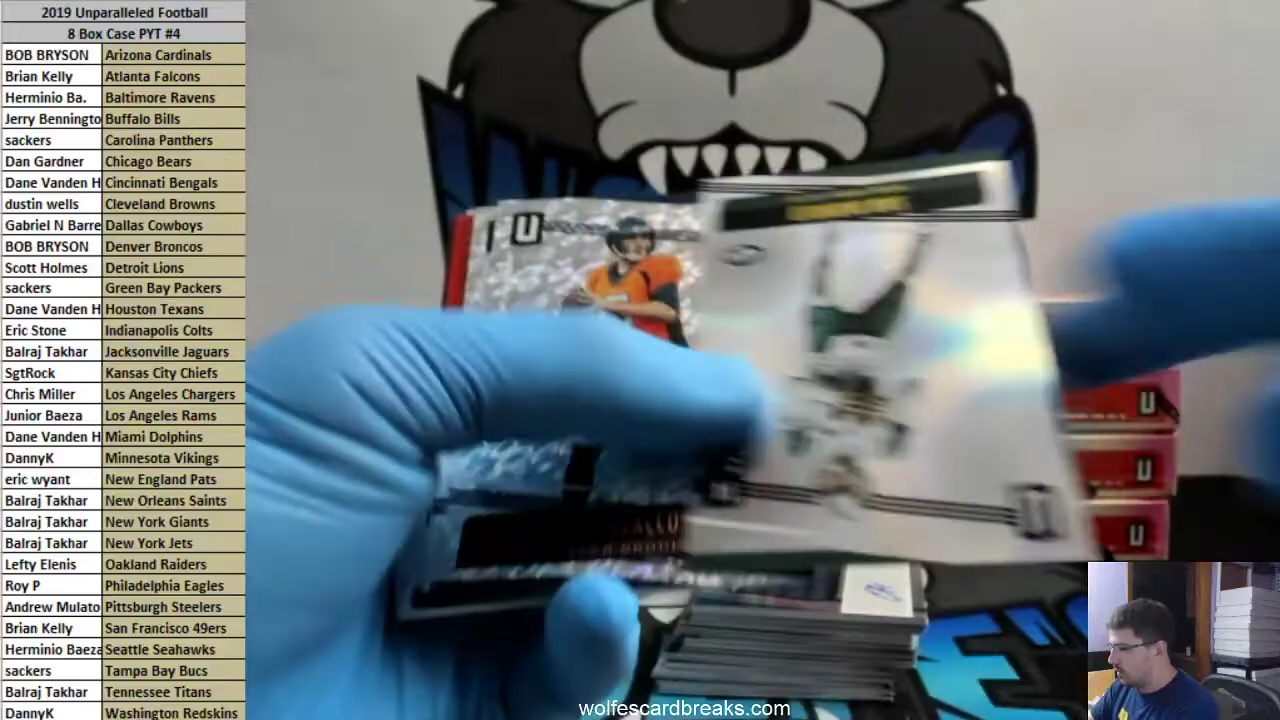 2019 Unparalleled Football
8 Box Case PYT #4
BOB BRYSON Arizona Cardinals
Brian Kelly Atlanta Falcons
Herminio Ba. Baltimore Ravens
Jerry Benningto Buffalo Bills
sackers Carolina Panthers
Dan Gardner Chicago Bears
Dane Vanden H Cincinnati Bengals
dustin wells Cleveland Browns
Gabriel N Barre Dallas Cowboys
BOB BRYSON Denver Broncos
Scott Holmes Detroit Lions
sackers Green Bay Packers
Dane Vanden H Houston Texans
Eric Stone Indianapolis Colts
Balraj Takhar Jacksonville Jaguars
SgtRock Kansas City Chiefs
Chris Miller Los Angeles Chargers
Junior Baeza Los Angeles Rams
Dane Vanden H Miami Dolphins
DannyK Minnesota Vikings
eric wyant New England Pats
Balraj Takhar New Orleans Saints
Balraj Takhar New York Giants
Balraj Takhar New York Jets
Lefty Elenis Oakland Raiders
Roy P Philadelphia Eagles
Andrew Mulato Pittsburgh Steelers
Brian Kelly San Francisco 49ers
Herminio Baeza Seattle Seahawks
sackers Tampa Bay Bucs
Balraj Takhar Tennessee Titans
DannyK Washington Redskins
U
U
U
U
wolfescardbreaks.com